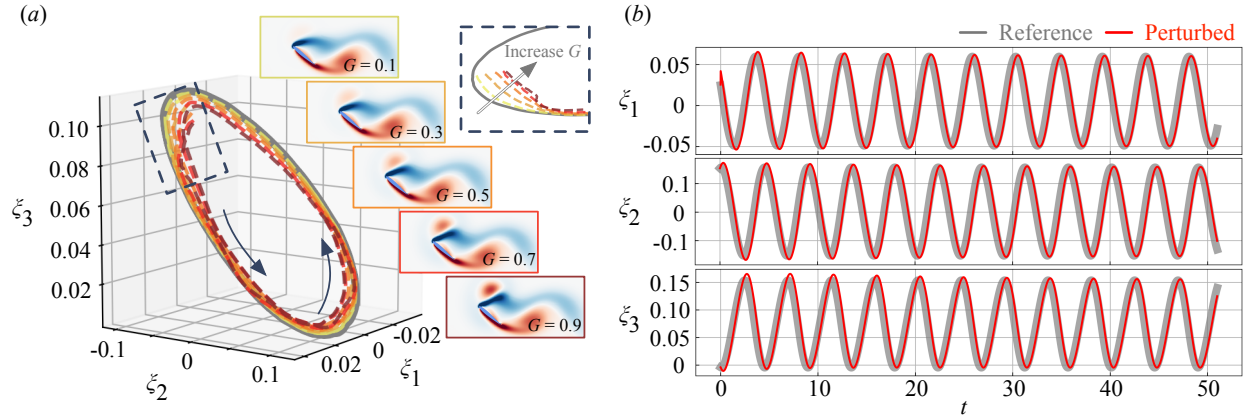 (a)
G = 0.1
G = 0.3
G = 0.5
G = 0.7
G = 0.9
Increase G
ξ3
0.10
0.08
0.06
0.04
0.02
-0.1
0
0.1
ξ2
0.02
0
-0.02
ξ1
(b)
Reference
Perturbed
ξ1
0.05
0
-0.05
ξ2
0.1
0
-0.1
ξ3
0.15
0.10
0.05
0
0 10 20 30 40 50
t